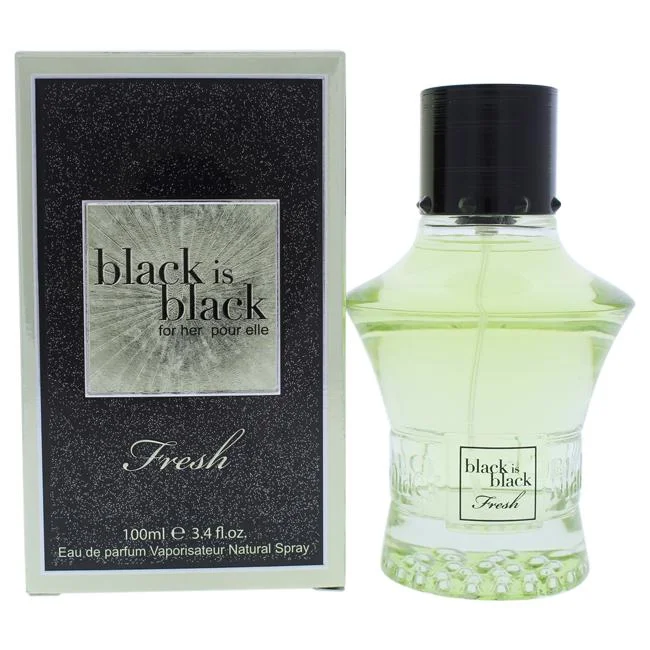 black is
black
for her pour elle
Fresh
100ml ℮ 3.4 fl.oz.
Eau de parfum Vaporisateur Natural Spray
black is
black
Fresh